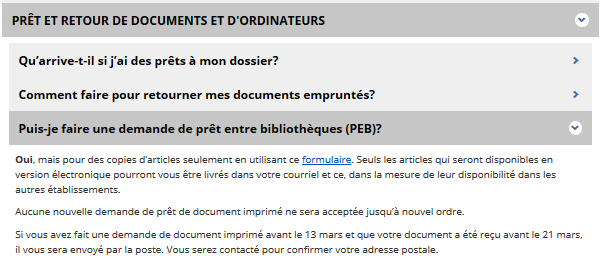 PRÊT ET RETOUR DE DOCUMENTS ET D'ORDINATEURS
Qu’arrive-t-il si j’ai des prêts à mon dossier?
Comment faire pour retourner mes documents empruntés?
Puis-je faire une demande de prêt entre bibliothèques (PEB)?
Oui, mais pour des copies d’articles seulement en utilisant ce formulaire. Seuls les articles qui seront disponibles en
version électronique pourront vous être livrés dans votre courriel et ce, dans la mesure de leur disponibilité dans les
autres établissements.
Aucune nouvelle demande de prêt de document imprimé ne sera acceptée jusqu’à nouvel ordre.
Si vous avez fait une demande de document imprimé avant le 13 mars et que votre document a été reçu avant le 21 mars,
il vous sera envoyé par la poste. Vous serez contacté pour confirmer votre adresse postale.